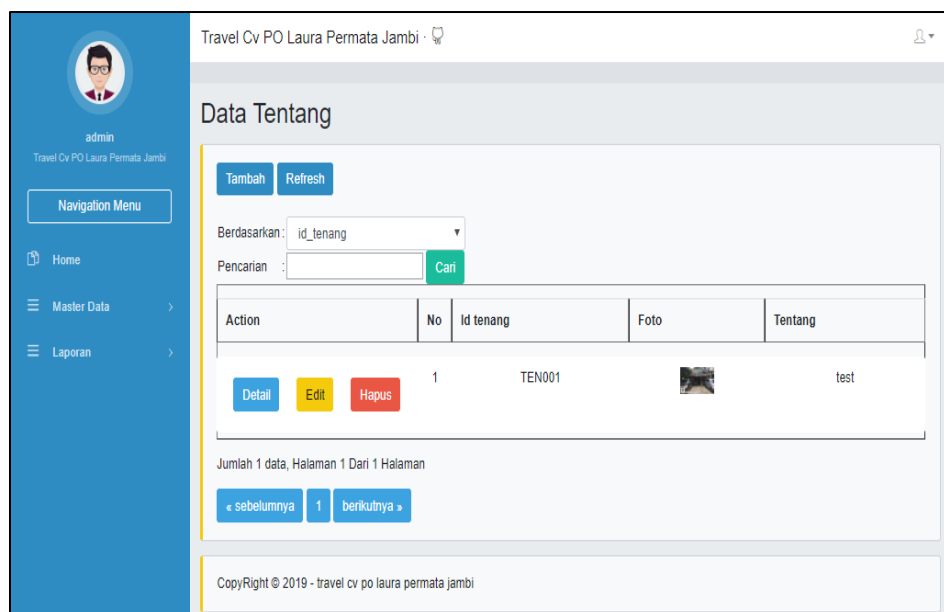 Travel Cv PO Laura Permata Jambi ·
admin
Travel Cv PO Laura Permata Jambi
Navigation Menu
Home
Master Data
Laporan
Data Tentang
Tambah Refresh
Berdasarkan : id_tenang
Pencarian : Cari
Action No Id tenang Foto Tentang
Detail Edit Hapus 1 TEN001 test
Jumlah 1 data, Halaman 1 Dari 1 Halaman
« sebelumnya 1 berikutnya »
CopyRight © 2019 - travel cv po laura permata jambi